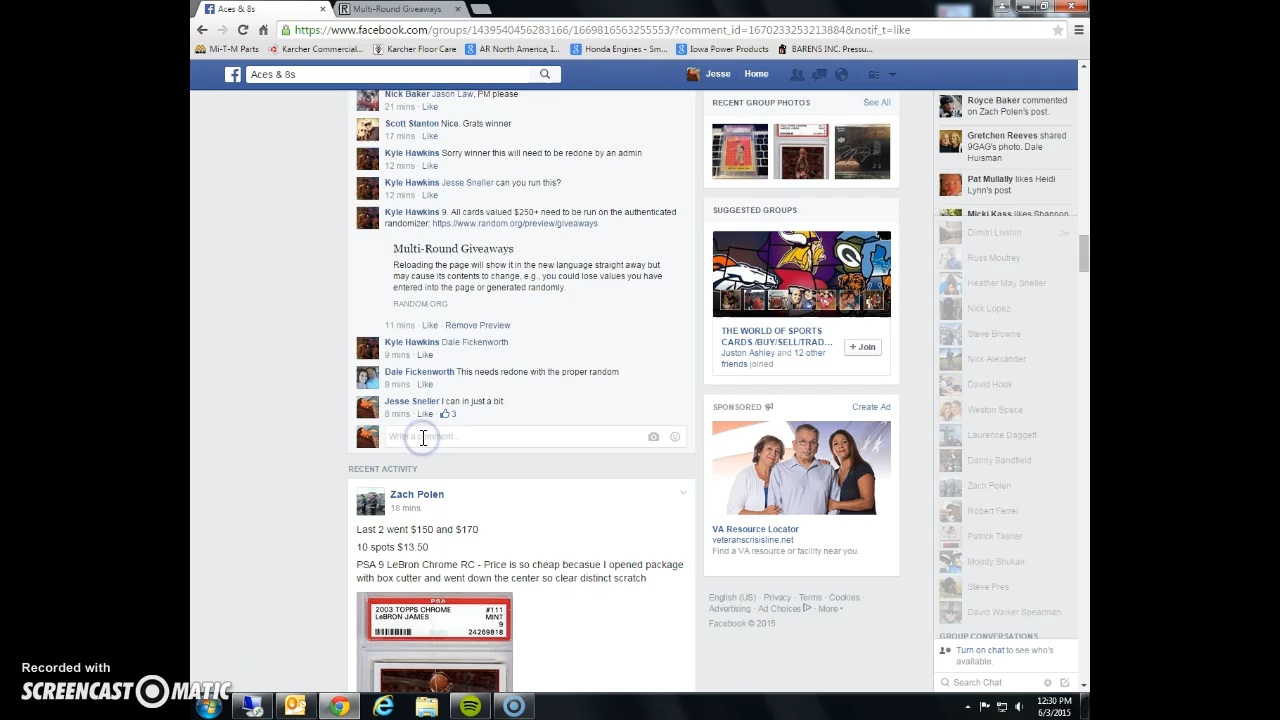 Aces & 8s
Multi-Round Giveaways
https://www.facebook.com/groups/1439540456283166/1669816563255553/?comment_id=1670233253213884&notif_t=like
Mi-T-M Parts
Karcher Commercial...
Karcher Floor Care
AR North America, I...
Honda Engines - Sm...
Iowa Power Products
BARENS Inc. Pressu...
Aces & 8s
Jesse
Home
Nick Baker Jason Law, PM please
21 mins · Like
Scott Stanton Nice. Grats winner
17 mins · Like
Kyle Hawkins Sorry winner this will need to be redone by an admin
12 mins · Like
Kyle Hawkins Jesse Sneller can you run this?
12 mins · Like
Kyle Hawkins 9. All cards valued $250+ need to be run on the authenticated
randomizer: https://www.random.org/preview/giveaways
Multi-Round Giveaways
Reloading the page will show it in the new language straight away but
may cause its contents to change, e.g., you could lose values you have
entered into the page or generated randomly.
RANDOM.ORG
11 mins · Like · Remove Preview
Kyle Hawkins Dale Fickenworth
9 mins · Like
Dale Fickenworth This needs redone with the proper random
8 mins · Like
Jesse Sneller I can in just a bit.
8 mins · Like · 3
Write a comment...
RECENT ACTIVITY
Zach Polen
18 mins
Last 2 went $150 and $170
10 spots $13.50
PSA 9 LeBron Chrome RC - Price is so cheap becasue I opened package
with box cutter and went down the center so clear distinct scratch
PSA
2003 TOPPS CHROME #111
LeBRON JAMES MINT
9
24269818
RECENT GROUP PHOTOS
See All
SUGGESTED GROUPS
THE WORLD OF SPORTS
CARDS /BUY/SELL/TRAD...
Juston Ashley and 12 other
friends joined
+ Join
SPONSORED
Create Ad
VA Resource Locator
veteranscrisisline.net
Find a VA resource or facility near you.
English (US) · Privacy · Terms · Cookies ·
Advertising · Ad Choices · More
Facebook © 2015
Royce Baker commented
on Zach Polen's post.
Gretchen Reeves shared
9GAG's photo. Dale
Huisman
Pat Mullally likes Heidi
Lynn's post.
Micki Kass likes Shannon
Dimitri Livshin
2m
Russ Moutrey
Heather May Sneller
Nick Lopez
Steve Browne
Nick Alexander
David Hook
Weston Spece
Laurence Daggett
Danny Bandfield
Zach Polen
Robert Ferrel
Patrick Tasner
Moody Shukair
Steve Pres
David Walker Spearman
GROUP CONVERSATIONS
Turn on chat to see who's
available.
Search Chat
12:30 PM
6/3/2015
Recorded with
SCREENCAST-O-MATIC